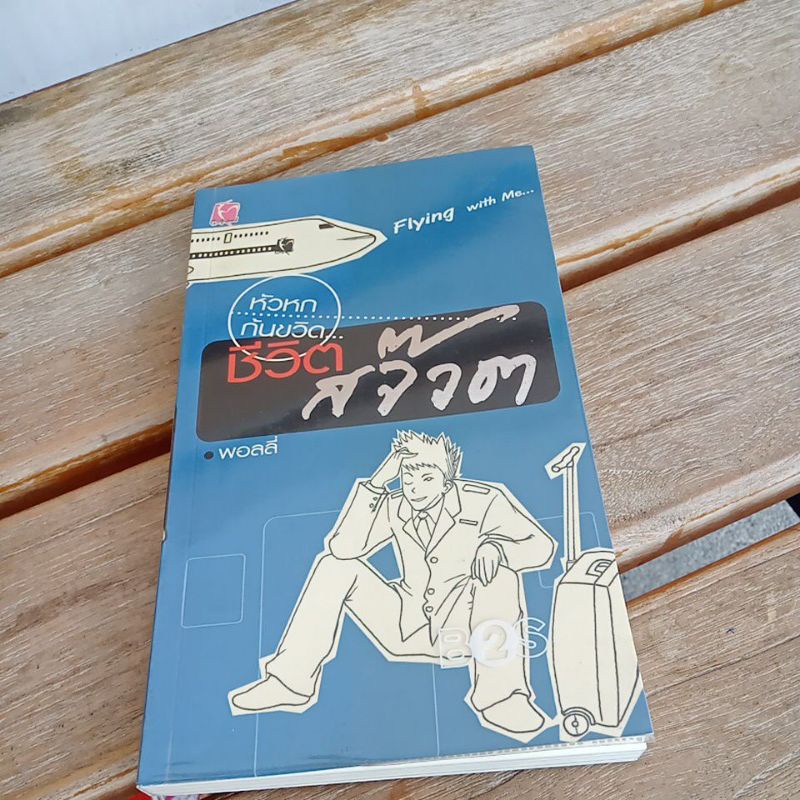 Flying with Me...
หัวหกก้นขวิด...
ชีวิตสจ๊วต
พอลลี่
B2S